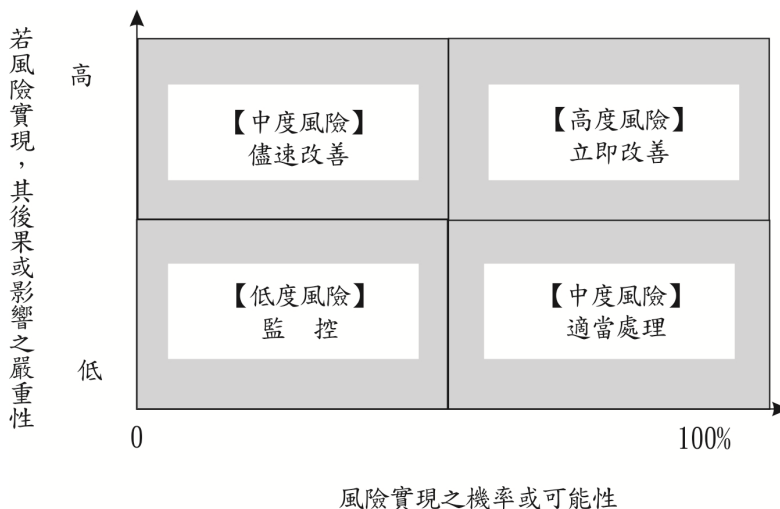 若風險實現，其後果或影響之嚴重性
高
【中度風險】
儘速改善
【高度風險】
立即改善
【低度風險】
監 控
【中度風險】
適當處理
低
0
100%
風險實現之機率或可能性